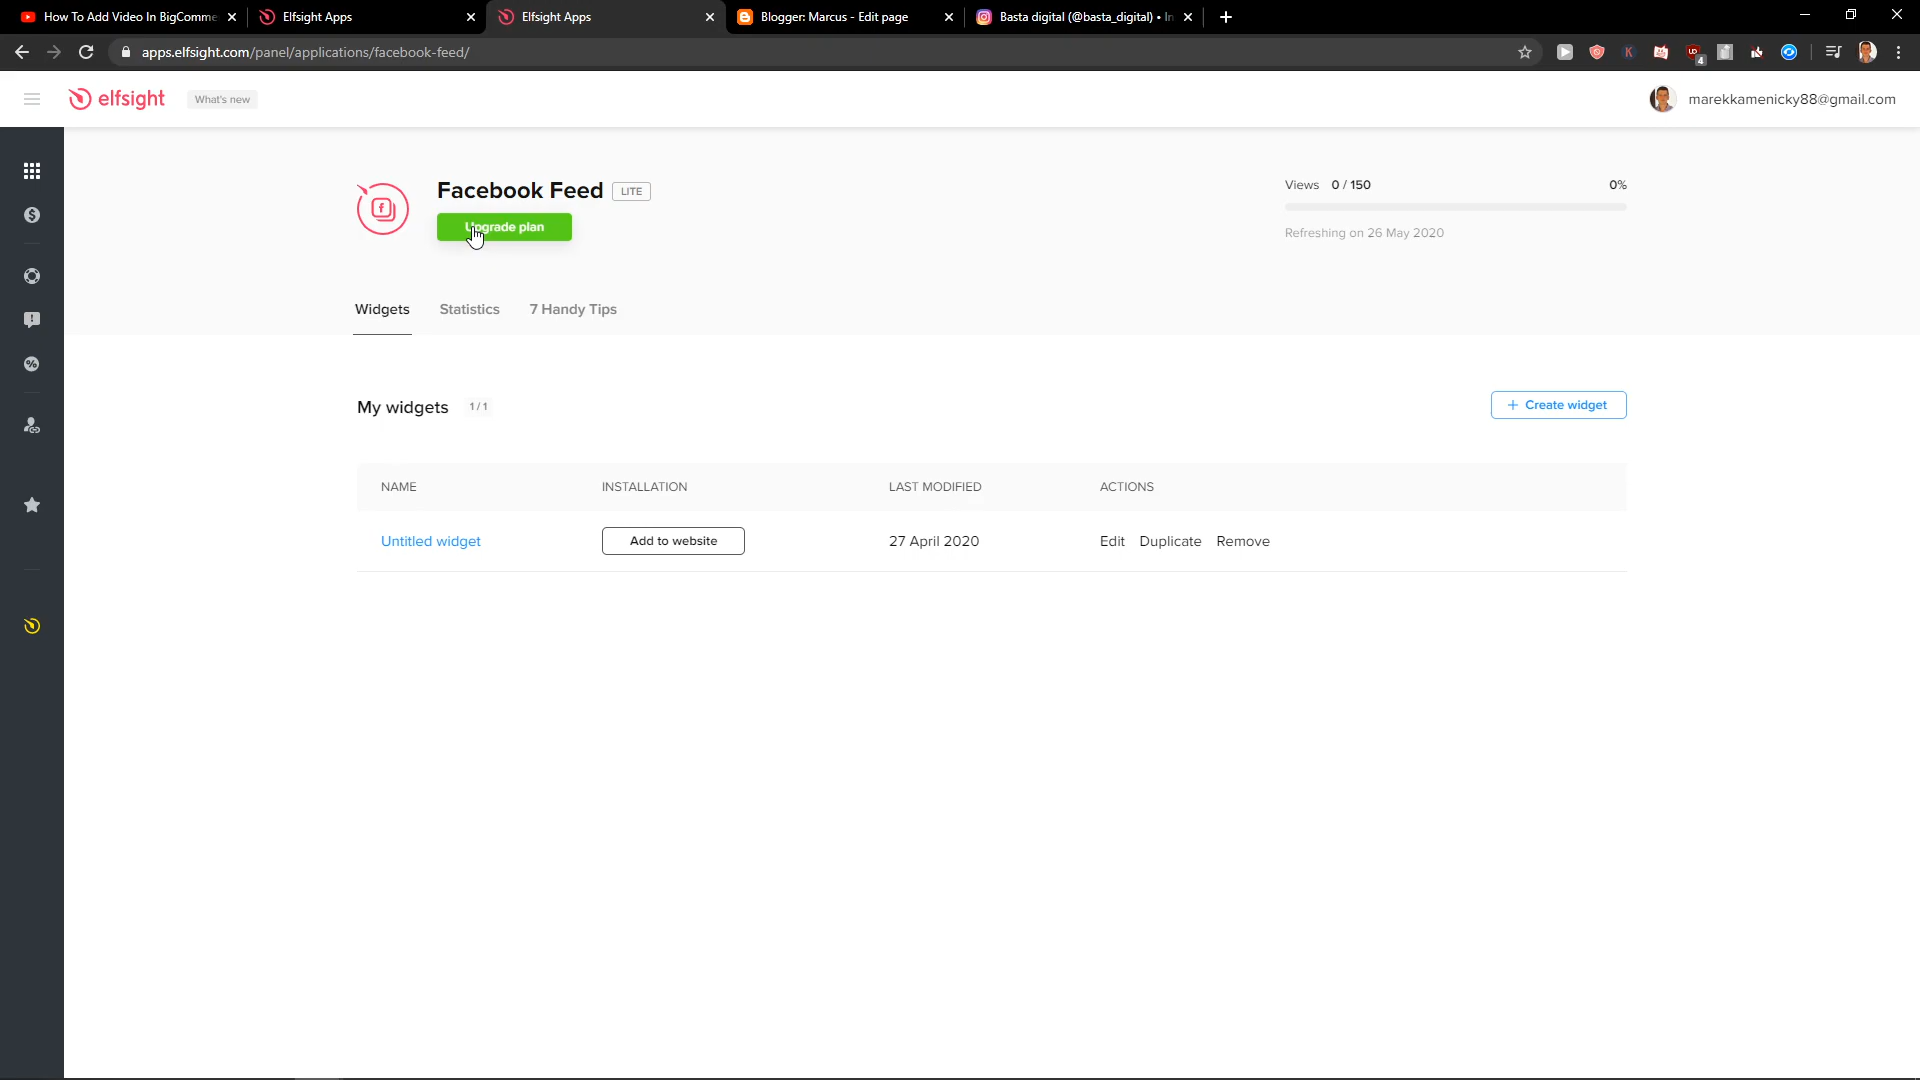 How To Add Video In BigComme
Elfsight Apps
Elfsight Apps
Blogger: Marcus - Edit page
Basta digital (@basta_digital) • In
apps.elfsight.com/panel/applications/facebook-feed/
4
elfsight
What's new
marekkamenicky88@gmail.com
Facebook Feed LITE
Upgrade plan
Views 0 / 150 0%
Refreshing on 26 May 2020
Widgets Statistics 7 Handy Tips
My widgets 1 / 1
+ Create widget
NAME INSTALLATION LAST MODIFIED ACTIONS
Untitled widget Add to website 27 April 2020 Edit Duplicate Remove